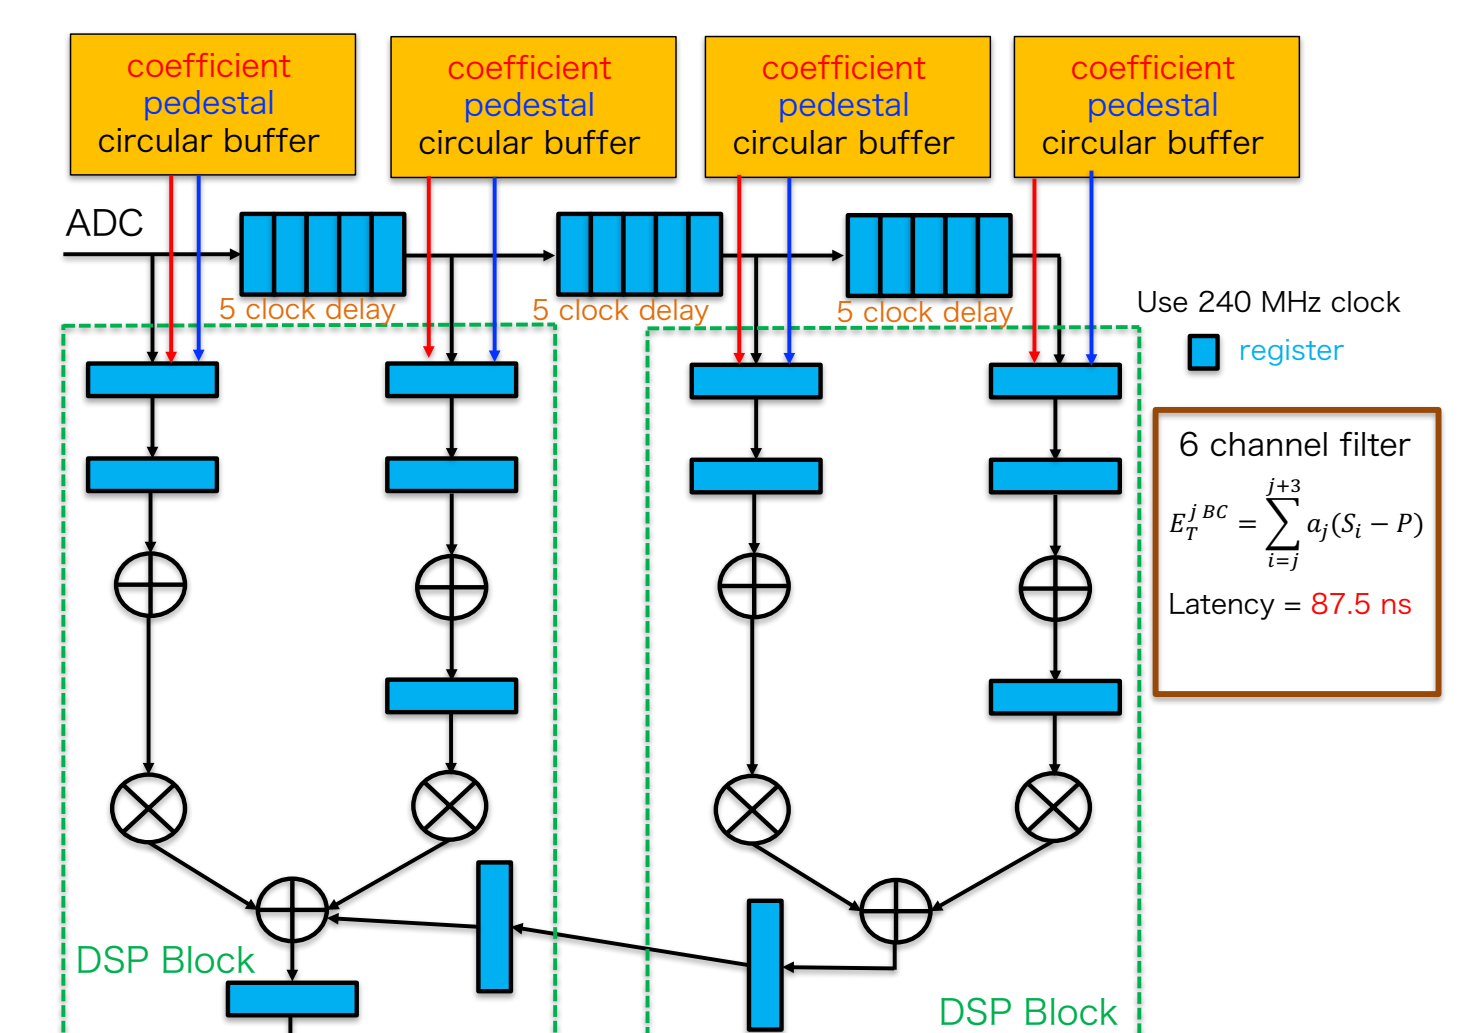 coefficient
pedestal
circular buffer
coefficient
pedestal
circular buffer
coefficient
pedestal
circular buffer
coefficient
pedestal
circular buffer
ADC
5 clock delay
5 clock delay
5 clock delay
Use 240 MHz clock
register
6 channel filter
$E_T^{j\,BC} = \sum_{i=j}^{j+3} a_j(S_i - P)$
Latency = 87.5 ns
DSP Block
DSP Block